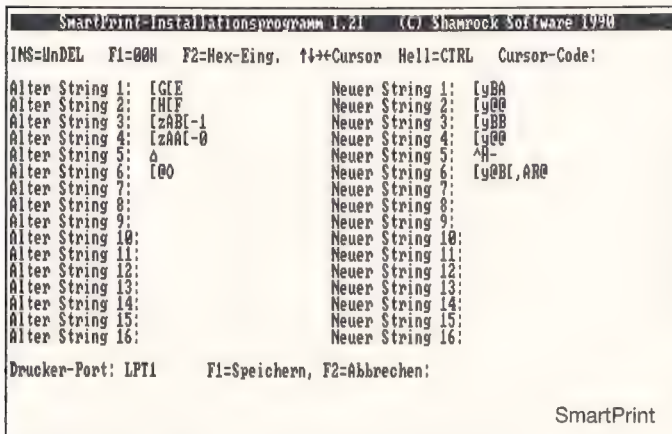 SmartPrint-Installationsprogramm 1.21 (C) Shamrock Software 1990
INS=UnDEL F1=00H F2=Hex-Eing. ↑↓→←Cursor Hell=CTRL Cursor-Code:
Alter String 1: [G[E Neuer String 1: [yBA
Alter String 2: [H[F Neuer String 2: [y@@
Alter String 3: [zAB[-1 Neuer String 3: [yBB
Alter String 4: [zAA[-0 Neuer String 4: [y@@
Alter String 5: ∆ Neuer String 5: ^H-
Alter String 6: [@O Neuer String 6: [y@B[,AR@
Alter String 7: Neuer String 7:
Alter String 8: Neuer String 8:
Alter String 9: Neuer String 9:
Alter String 10: Neuer String 10:
Alter String 11: Neuer String 11:
Alter String 12: Neuer String 12:
Alter String 13: Neuer String 13:
Alter String 14: Neuer String 14:
Alter String 15: Neuer String 15:
Alter String 16: Neuer String 16:
Drucker-Port: LPT1 F1=Speichern, F2=Abbrechen:
SmartPrint